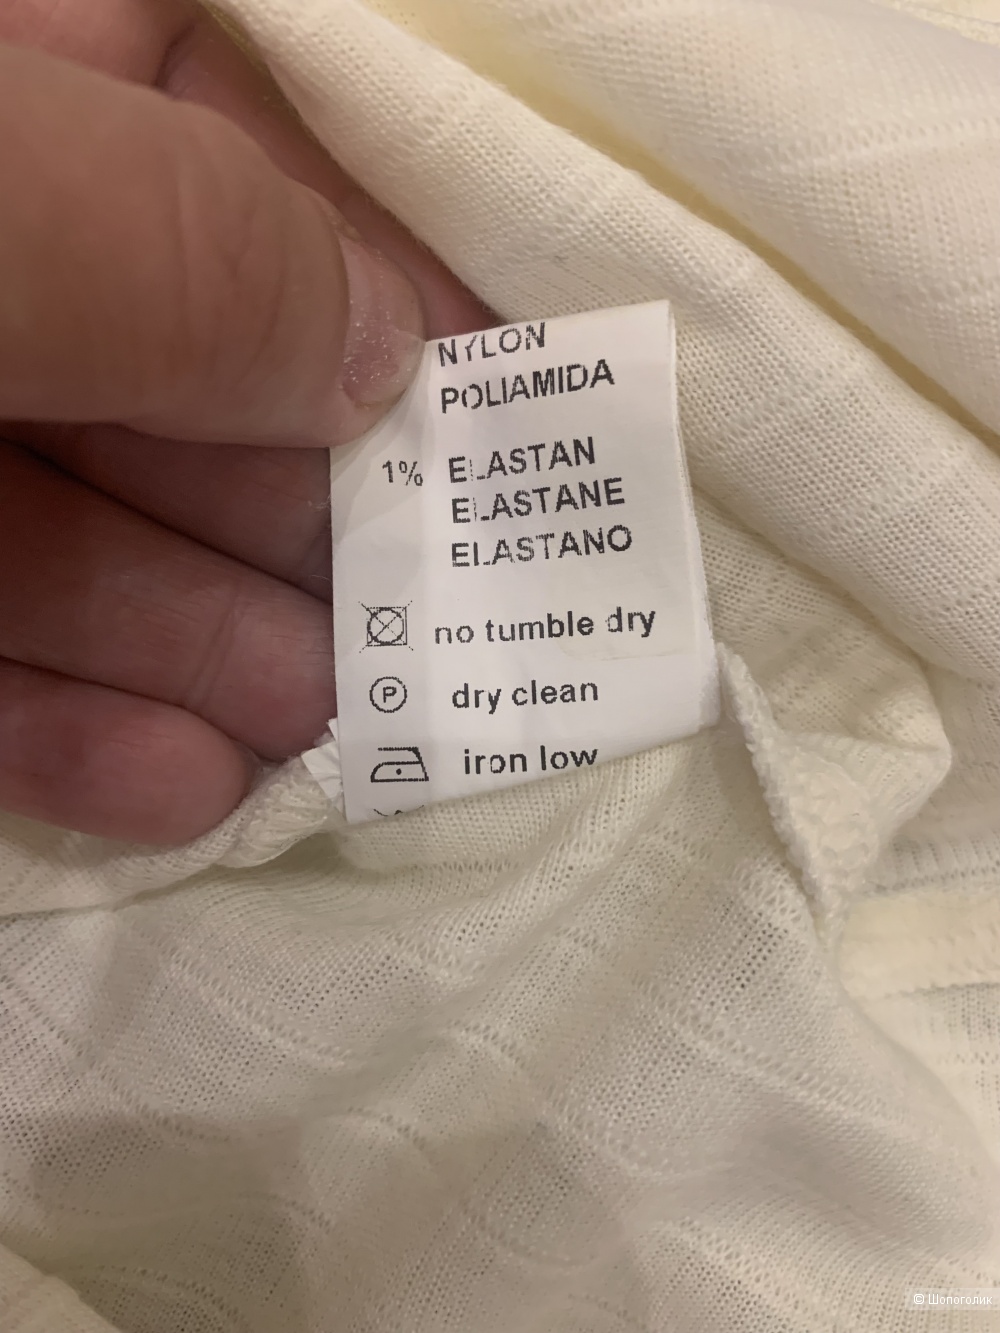 NYLON
POLIAMIDA
1% ELASTAN
ELASTANE
ELASTANO
no tumble dry
P dry clean
iron low
© Шопоголик